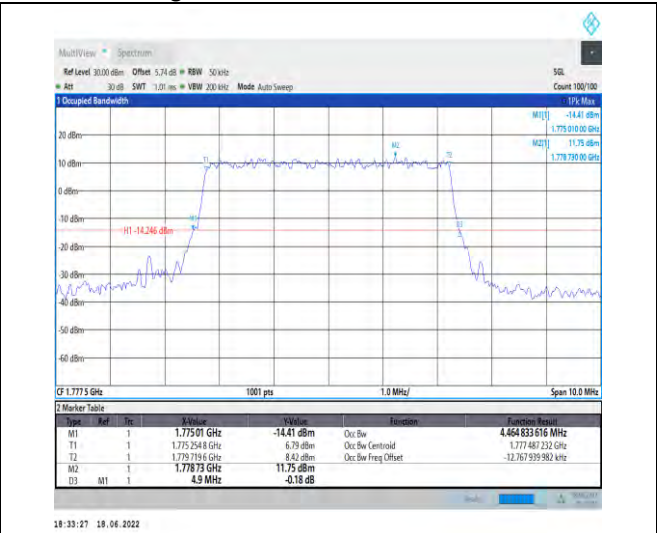 MultiView Spectrum
Ref Level 30.00 dBm Offset 5.74 dB RBW 50 kHz SGL
Att 30 dB SWT 1.01 ms VBW 200 kHz Mode Auto Sweep Count 100/100
1 Occupied Bandwidth 1Pk Max
M1[1] -14.41 dBm
1.775 010 00 GHz
M2[1] 11.75 dBm
1.778 730 00 GHz
20 dBm
M2
T1 T2
10 dBm
0 dBm
-10 dBm
M1 D3
H1 -14.246 dBm
-20 dBm
-30 dBm
-40 dBm
-50 dBm
-60 dBm
CF 1.777 5 GHz 1001 pts 1.0 MHz/ Span 10.0 MHz
2 Marker Table
Type Ref Trc X-Value Y-Value Function Function Result
M1 1 1.77501 GHz -14.41 dBm Occ Bw 4.464 833 616 MHz
T1 1 1.775 254 8 GHz 6.79 dBm Occ Bw Centroid 1.777 487 232 GHz
T2 1 1.779 719 6 GHz 8.42 dBm Occ Bw Freq Offset -12.767 939 982 kHz
M2 1 1.77873 GHz 11.75 dBm
D3 M1 1 4.9 MHz -0.18 dB
18:33:27 18.06.2022